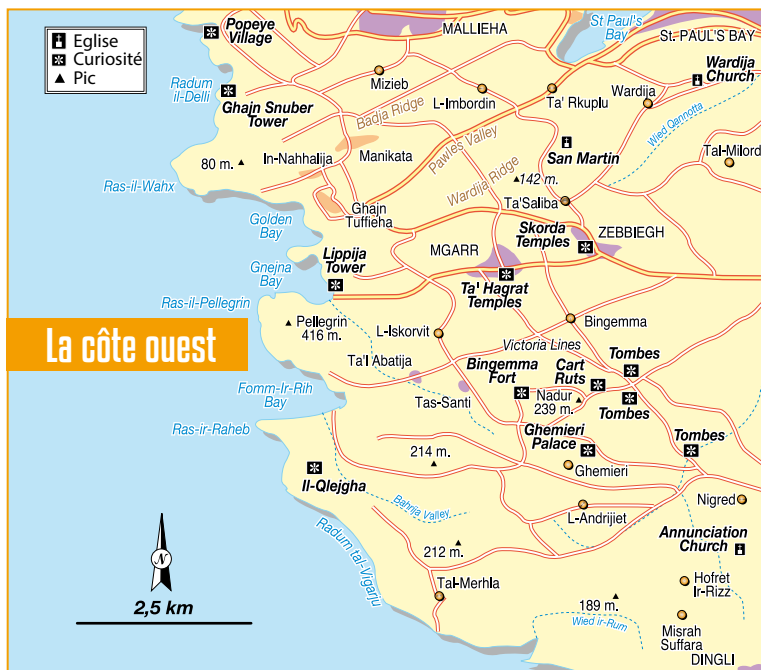 Eglise
Curiosité
Pic
Popeye
Village
MALLIEHA
St Paul's
Bay
St. PAUL'S BAY
Wardija
Church
Radum
il-Delli
Mizieb
L-Imbordin
Ta' Rkuplu
Wardija
Ghain Snuber
Tower
Badja Ridge
Pawles Valley
Wied Qannotta
Tal-Milord
80 m.
In-Nahhalija
Manikata
San Martin
Wardija Ridge
142 m.
Ras-il-Wahx
Ta'Saliba
Ghajn
Tuffieha
Golden
Bay
Skorda
Temples
ZEBBIEGH
Lippija
Tower
MGARR
Gnejna
Bay
Ta' Hagrat
Temples
Ras-il-Pellegrin
Pellegrin
416 m.
L-Iskorvit
Bingemma
La côte ouest
Victoria Lines
Ta'l Abatija
Bingemma
Fort
Cart
Ruts
Tombes
Fomm-Ir-Rih
Bay
Tas-Santi
Nadur
239 m.
Tombes
Ras-ir-Raheb
Ghemieri
Palace
Tombes
214 m.
Ghemieri
Il-Qlejgha
Bahrija Valley
L-Andrijiet
Nigred
Radum tal-Vigarju
212 m.
Annunciation
Church
N
Tal-Merhla
Hofret
Ir-Rizz
2,5 km
189 m.
Wied ir-Rum
Misrah
Suffara
DINGLI